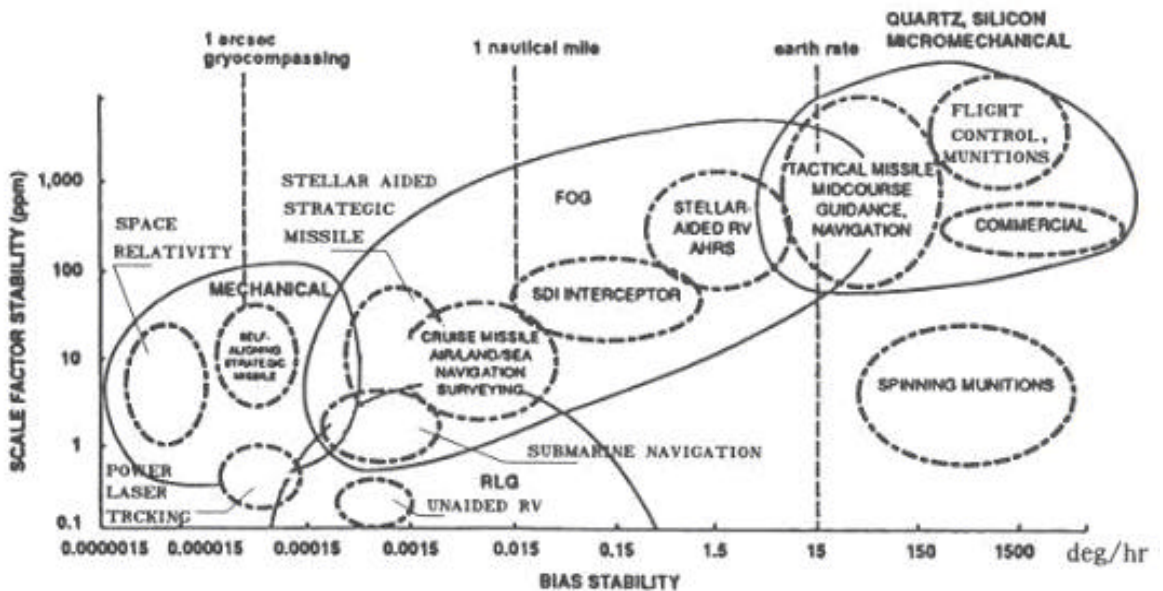 QUARTZ, SILICON
MICROMECHANICAL
1 arcsec
gryocompassing
1 nautical mile
earth rate
FLIGHT
CONTROL,
MUNITIONS
STELLAR AIDED
STRATEGIC
MISSILE
FOG
TACTICAL MISSILE
MIDCOURSE
GUIDANCE,
NAVIGATION
STELLAR-
AIDED RV
AHRS
COMMERCIAL
SPACE
RELATIVITY
MECHANICAL
SDI INTERCEPTOR
SELF-
ALIGNING
STRATEGIC
MISSILE
CRUISE MISSILE
AIR/LAND/SEA
NAVIGATION
SURVEYING
SPINNING MUNITIONS
SUBMARINE NAVIGATION
POWER
LASER
TRCKING
RLG
UNAIDED RV
SCALE FACTOR STABILITY (ppm)
1,000
100
10
1
0.1
0.0000015
0.000015
0.00015
0.0015
0.015
0.15
1.5
15
150
1500
deg/hr
BIAS STABILITY